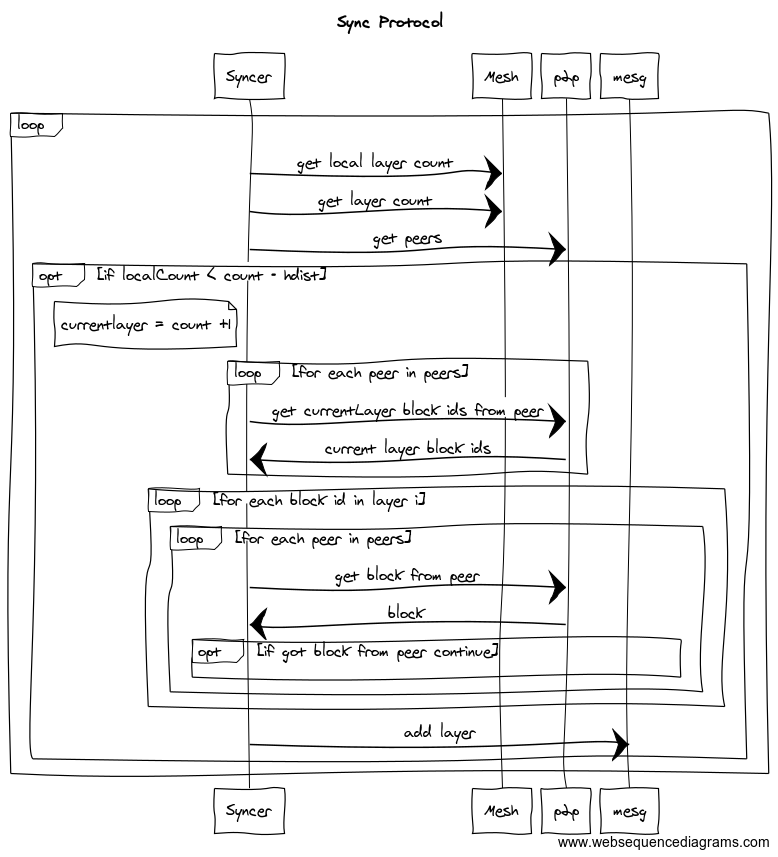 Sync Protocol
Syncer Mesh p2p mesg
loop
get local layer count
get layer count
get peers
opt [if localCount < count - hdist]
currentlayer = count +1
loop [for each peer in peers]
get currentLayer block ids from peer
current layer block ids
loop [for each block id in layer i]
loop [for each peer in peers]
get block from peer
block
opt [if got block from peer continue]
add layer
Syncer Mesh p2p mesg
www.websequencediagrams.com